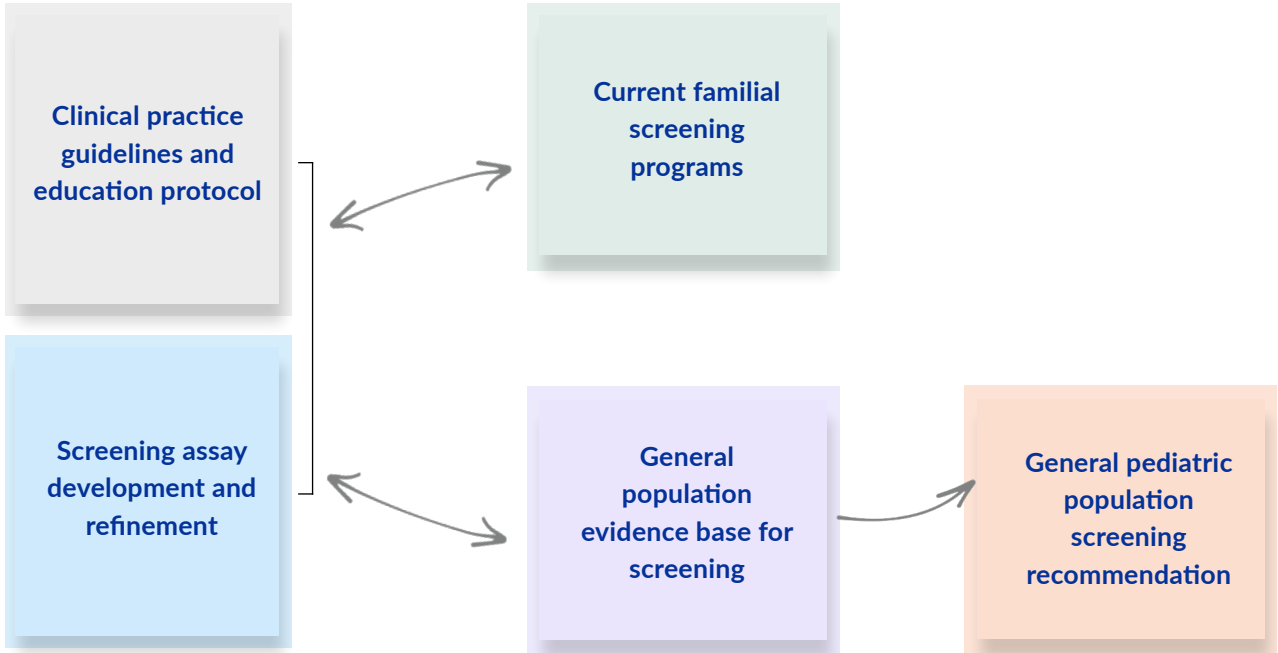 Clinical practice
guidelines and
education protocol
Current familial
screening
programs
Screening assay
development and
refinement
General
population
evidence base for
screening
General pediatric
population
screening
recommendation